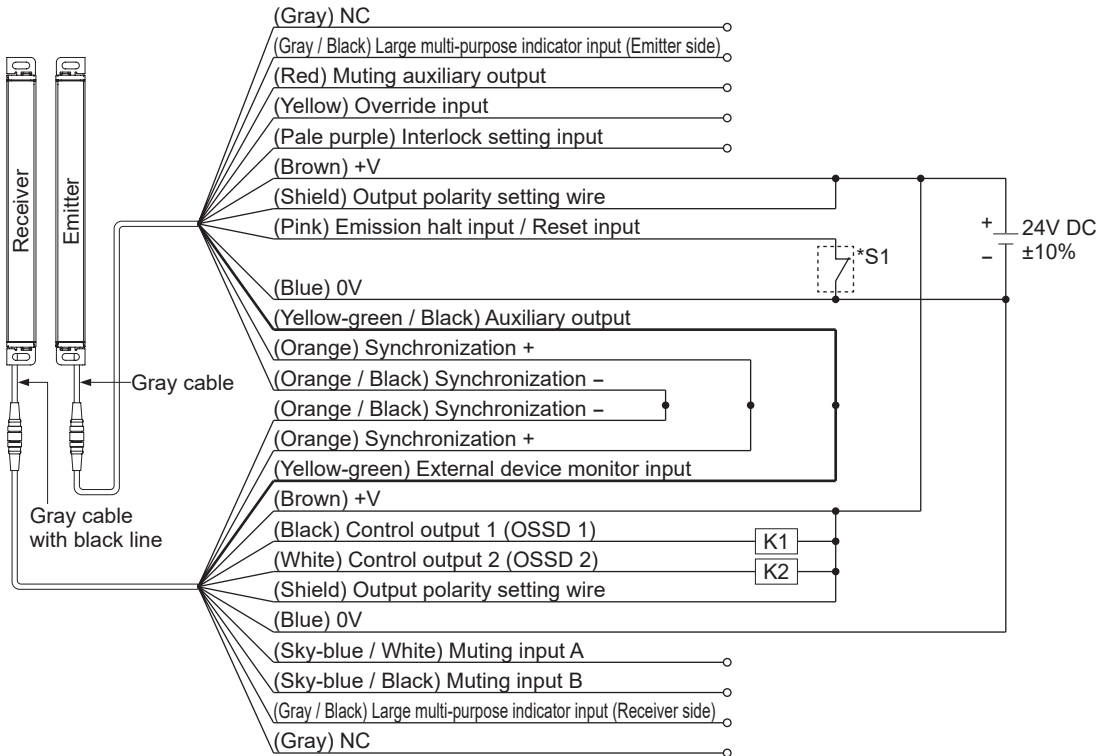 (Gray) NC
(Gray / Black) Large multi-purpose indicator input (Emitter side)
(Red) Muting auxiliary output
(Yellow) Override input
(Pale purple) Interlock setting input
(Brown) +V
(Shield) Output polarity setting wire
(Pink) Emission halt input / Reset input
(Blue) 0V
(Yellow-green / Black) Auxiliary output
(Orange) Synchronization +
(Orange / Black) Synchronization –
(Orange / Black) Synchronization –
(Orange) Synchronization +
(Yellow-green) External device monitor input
(Brown) +V
(Black) Control output 1 (OSSD 1)
(White) Control output 2 (OSSD 2)
(Shield) Output polarity setting wire
(Blue) 0V
(Sky-blue / White) Muting input A
(Sky-blue / Black) Muting input B
(Gray / Black) Large multi-purpose indicator input (Receiver side)
(Gray) NC
Receiver
Emitter
Gray cable
Gray cable
with black line
*S1
+
–
24V DC
±10%
K1
K2